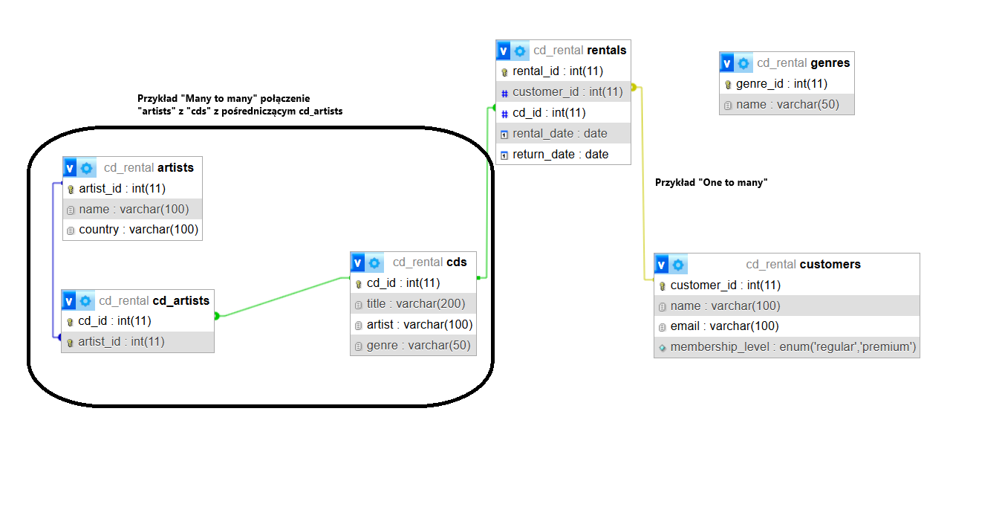 Przykład "Many to many" połączenie
"artists" z "cds" z pośredniczącym cd_artists
v cd_rental artists
artist_id : int(11)
name : varchar(100)
country : varchar(100)
v cd_rental cd_artists
cd_id : int(11)
artist_id : int(11)
v cd_rental cds
cd_id : int(11)
title : varchar(200)
artist : varchar(100)
genre : varchar(50)
v cd_rental rentals
rental_id : int(11)
# customer_id : int(11)
# cd_id : int(11)
rental_date : date
return_date : date
v cd_rental genres
genre_id : int(11)
name : varchar(50)
Przykład "One to many"
v cd_rental customers
customer_id : int(11)
name : varchar(100)
email : varchar(100)
membership_level : enum('regular','premium')